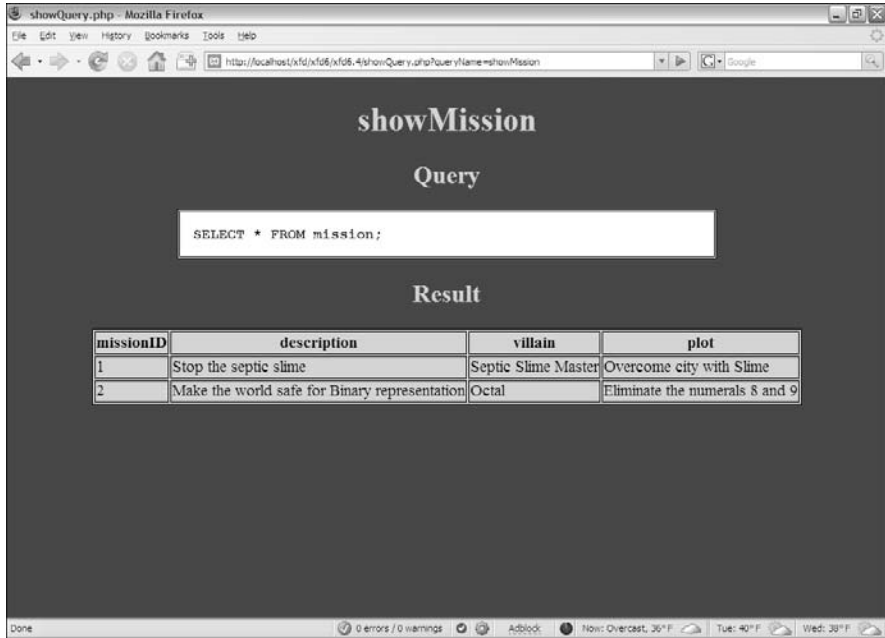 showQuery.php - Mozilla Firefox
File Edit View History Bookmarks Tools Help
http://localhost/xfd/xfd6/xfd6.4/showQuery.php?queryName=showMission
G Google
showMission
Query
SELECT * FROM mission;
Result
missionID description villain plot
1 Stop the septic slime Septic Slime Master Overcome city with Slime
2 Make the world safe for Binary representation Octal Eliminate the numerals 8 and 9
Done 0 errors / 0 warnings Adblock Now: Overcast, 36°F Tue: 40°F Wed: 38°F